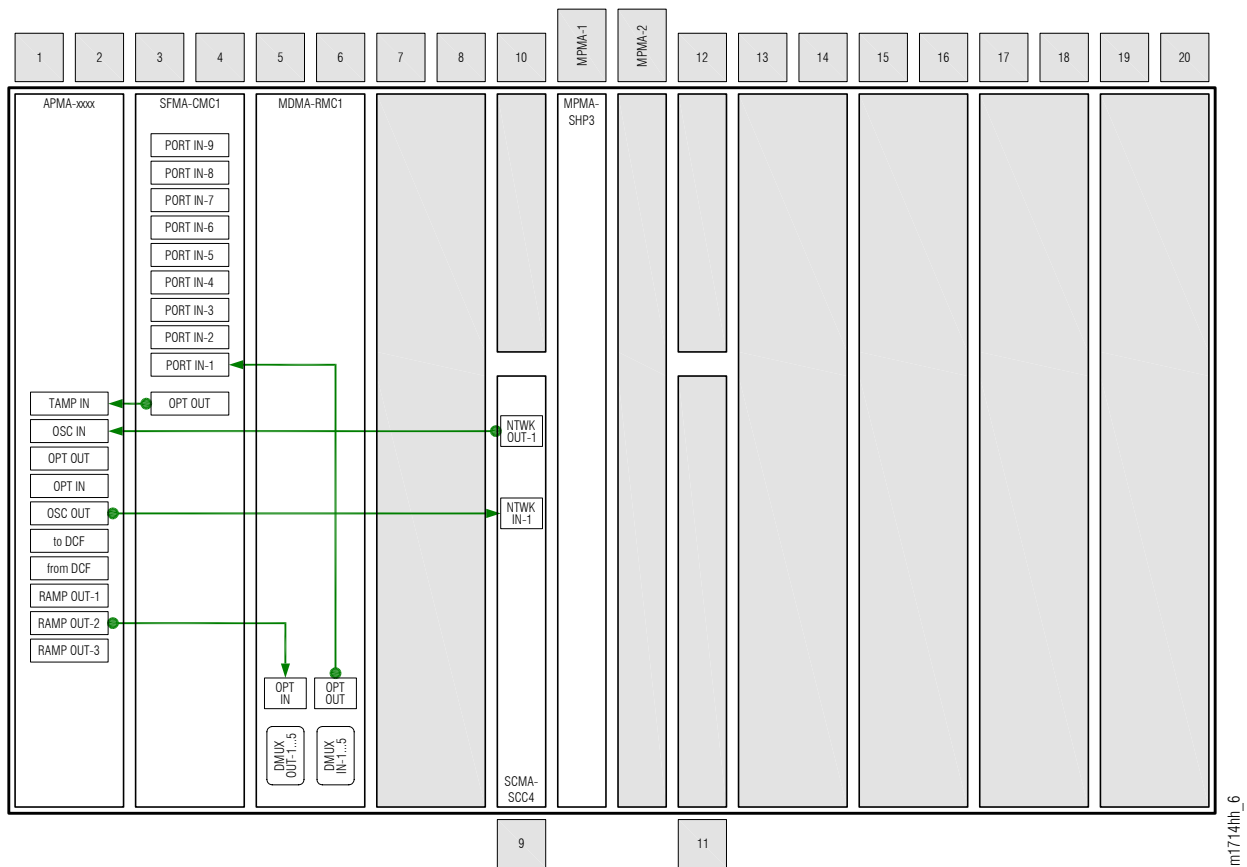 1
2
3
4
5
6
7
8
10
MPMA-1
MPMA-2
12
13
14
15
16
17
18
19
20
APMA-xxxx
SFMA-CMC1
MDMA-RMC1
MPMA-
SHP3
PORT IN-9
PORT IN-8
PORT IN-7
PORT IN-6
PORT IN-5
PORT IN-4
PORT IN-3
PORT IN-2
PORT IN-1
TAMP IN
OPT OUT
OSC IN
NTWK
OUT-1
OPT OUT
OPT IN
OSC OUT
NTWK
IN-1
to DCF
from DCF
RAMP OUT-1
RAMP OUT-2
RAMP OUT-3
OPT
IN
OPT
OUT
DMUX
OUT-1...5
DMUX
IN-1...5
SCMA-
SCC4
9
11
m1714hh_6